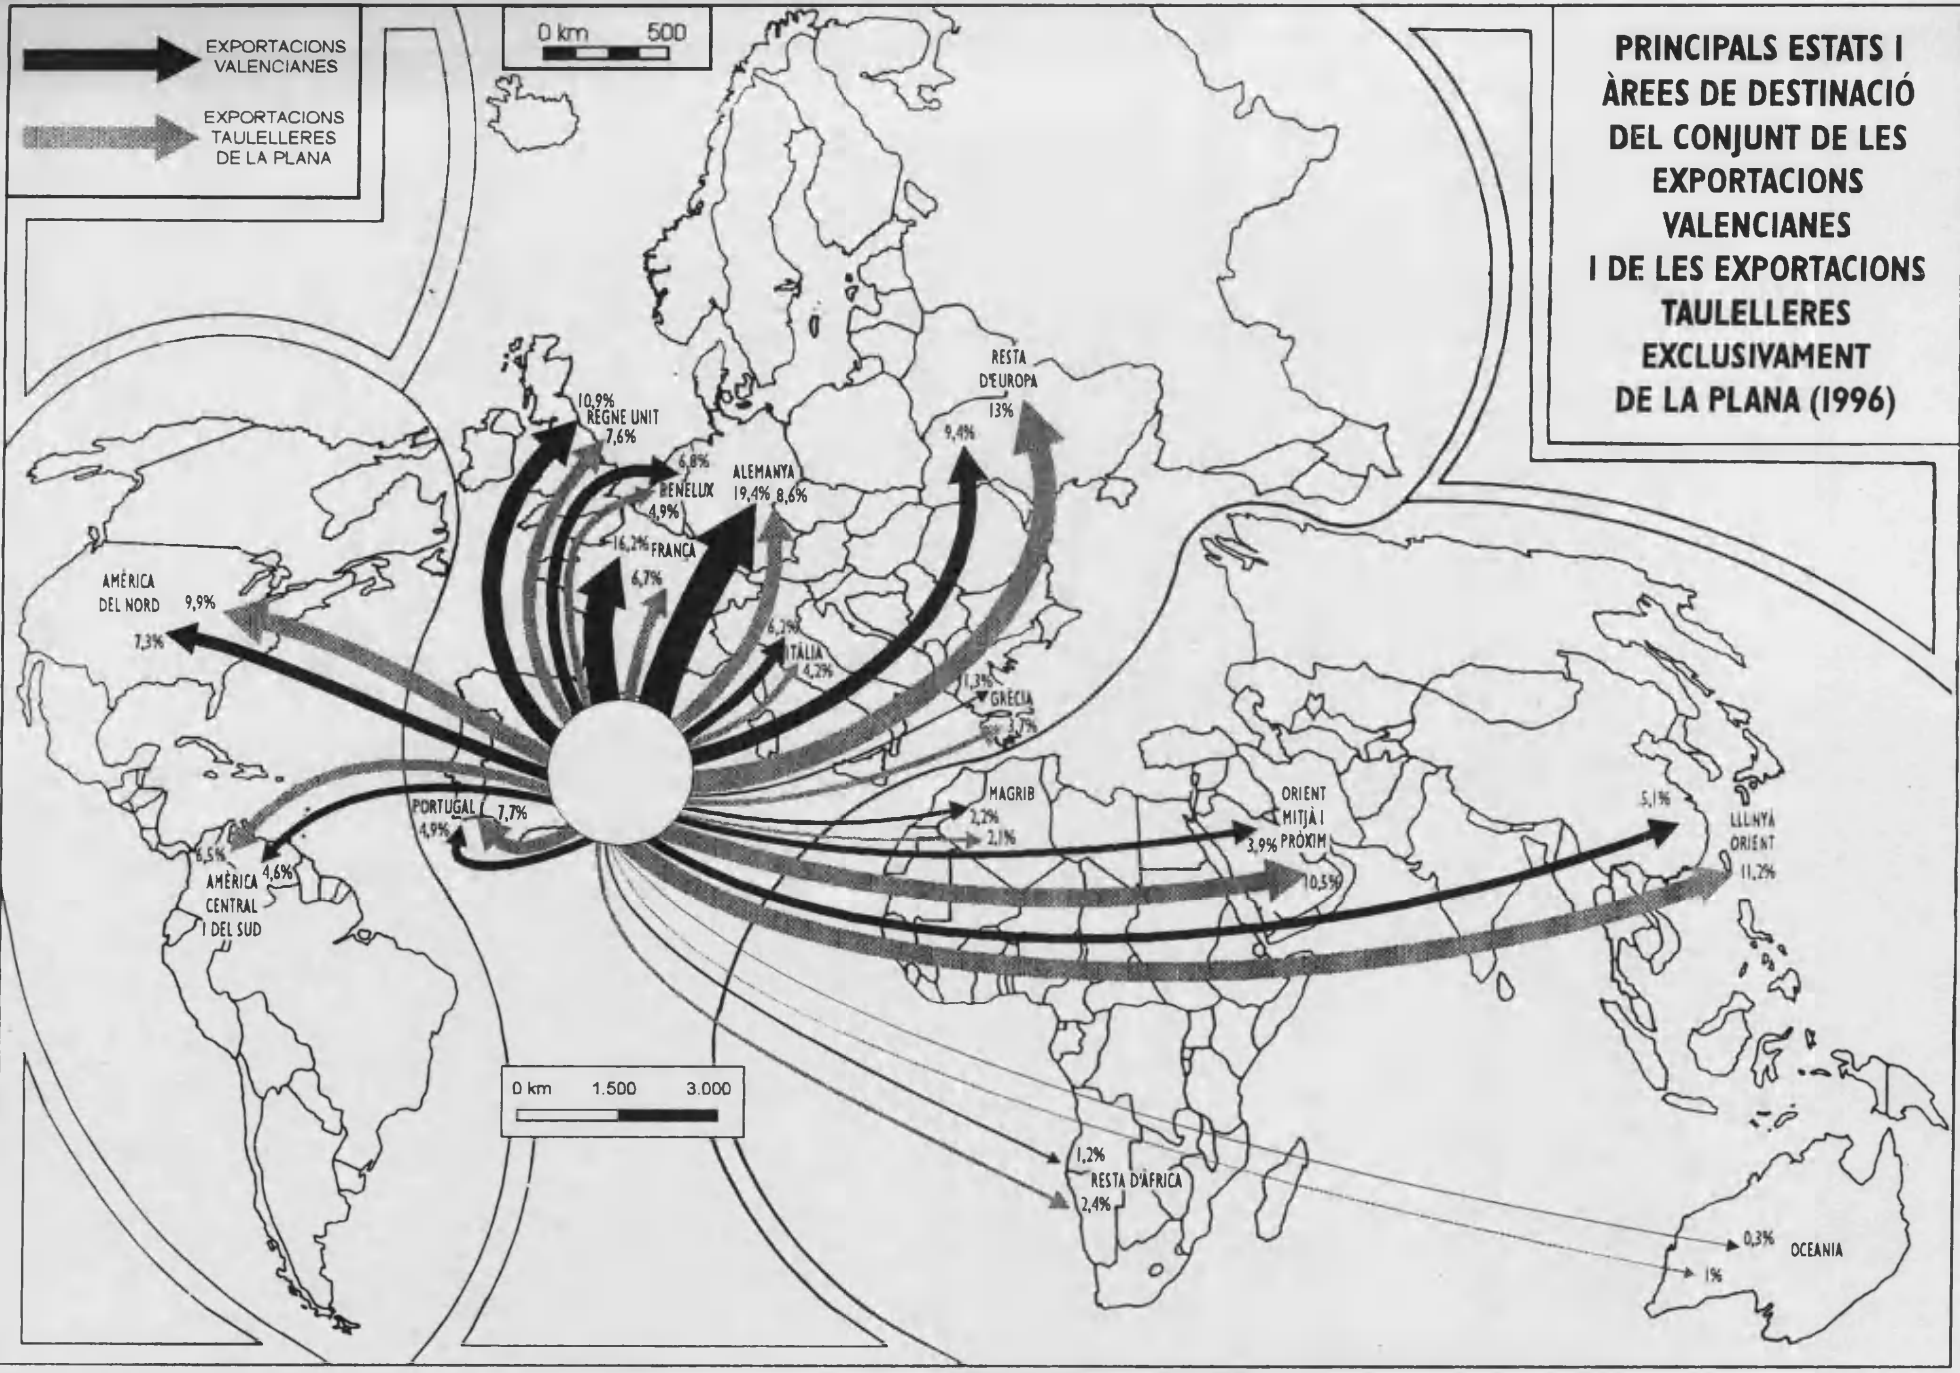 EXPORTACIONS
VALENCIANES
EXPORTACIONS
TAULELLERES
DE LA PLANA
0 km 500
PRINCIPALS ESTATS I
ÀREES DE DESTINACIÓ
DEL CONJUNT DE LES
EXPORTACIONS
VALENCIANES
I DE LES EXPORTACIONS
TAULELLERES
EXCLUSIVAMENT
DE LA PLANA (1996)
RESTA
D'EUROPA
13%
9,4%
10,9%
REGNE UNIT
7,6%
6,8%
BENELUX
4,9%
ALEMANYA
19,4% 8,6%
16,2% FRANÇA
6,7%
AMÈRICA
DEL NORD 9,9%
7,3%
6,2%
ITÀLIA
4,2%
1,3%
GRÈCIA
3,7%
PORTUGAL 7,7%
4,9%
MAGRIB
2,2%
2,1%
ORIENT
MITJÀ I
3,9% PRÒXIM
10,5%
5,1%
LLUNYÀ
ORIENT
11,2%
6,5%
4,6%
AMÈRICA
CENTRAL
I DEL SUD
0 km 1.500 3.000
1,2%
RESTA D'ÀFRICA
2,4%
0,3% OCEANIA
1%